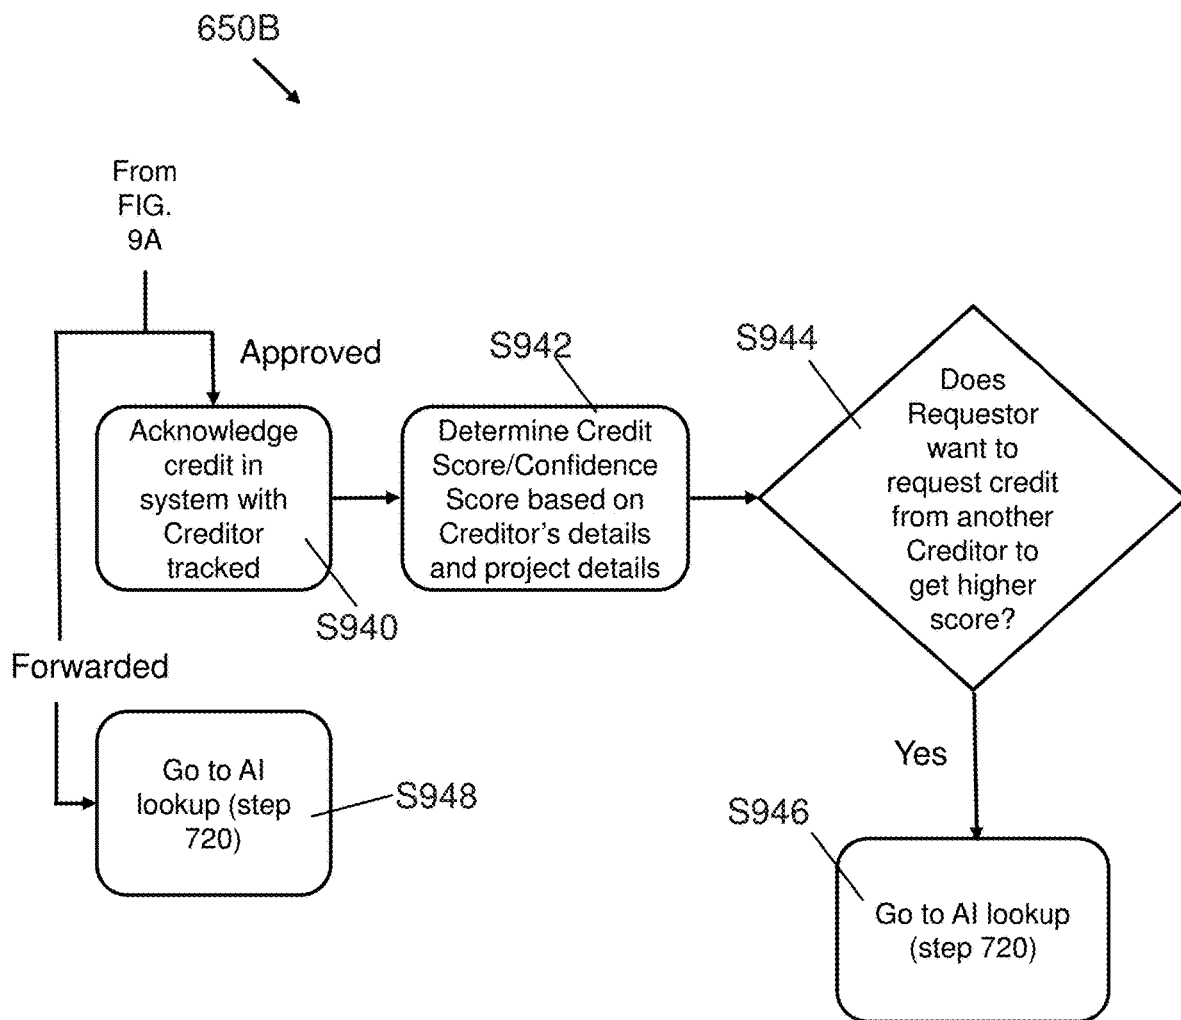 650B
From
FIG.
9A
Approved
S942
S944
Acknowledge
credit in
system with
Creditor
tracked
S940
Determine Credit
Score/Confidence
Score based on
Creditor's details
and project details
Does
Requestor
want to
request credit
from another
Creditor to
get higher
score?
Forwarded
Go to AI
lookup (step
720)
S948
Yes
S946
Go to AI lookup
(step 720)